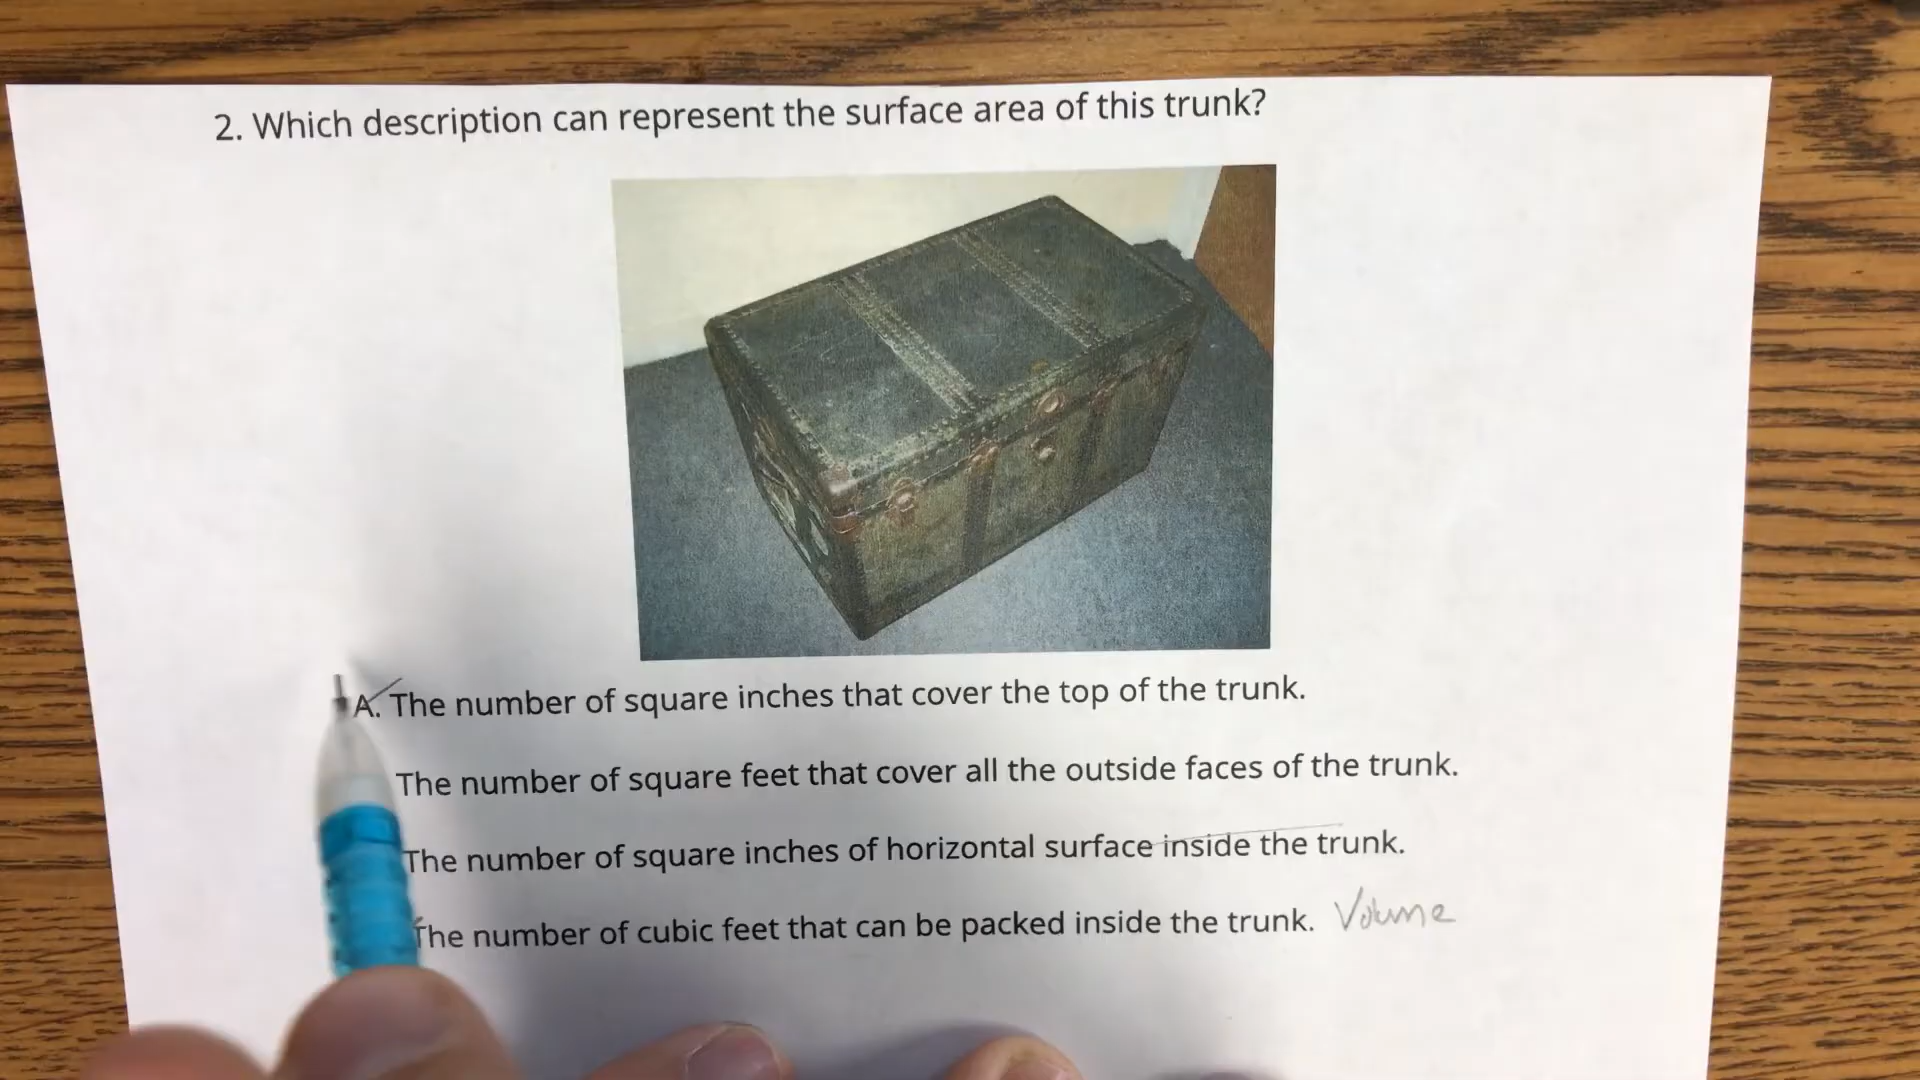 2. Which description can represent the surface area of this trunk?
A. The number of square inches that cover the top of the trunk.
The number of square feet that cover all the outside faces of the trunk.
The number of square inches of horizontal surface inside the trunk.
The number of cubic feet that can be packed inside the trunk. Volume